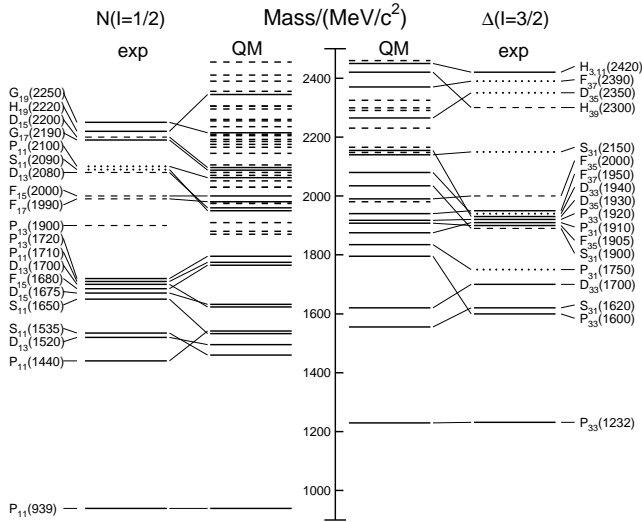 N(I=1/2) Mass/(MeV/c²) Δ(I=3/2)
exp QM QM exp
G₁₉(2250)
H₁₉(2220)
D₁₅(2200)
G₁₇(2190)
P₁₁(2100)
S₁₁(2090)
D₁₃(2080)
F₁₅(2000)
F₁₇(1990)
P₁₃(1900)
P₁₃(1720)
P₁₁(1710)
D₁₃(1700)
F₁₅(1680)
D₁₅(1675)
S₁₁(1650)
S₁₁(1535)
D₁₃(1520)
P₁₁(1440)
P₁₁(939)
2400
2200
2000
1800
1600
1400
1200
1000
H₃,₁₁(2420)
F₃₇(2390)
D₃₅(2350)
H₃₉(2300)
S₃₁(2150)
F₃₅(2000)
F₃₇(1950)
D₃₃(1940)
D₃₅(1930)
P₃₃(1920)
P₃₁(1910)
F₃₅(1905)
S₃₁(1900)
P₃₁(1750)
D₃₃(1700)
S₃₁(1620)
P₃₃(1600)
P₃₃(1232)